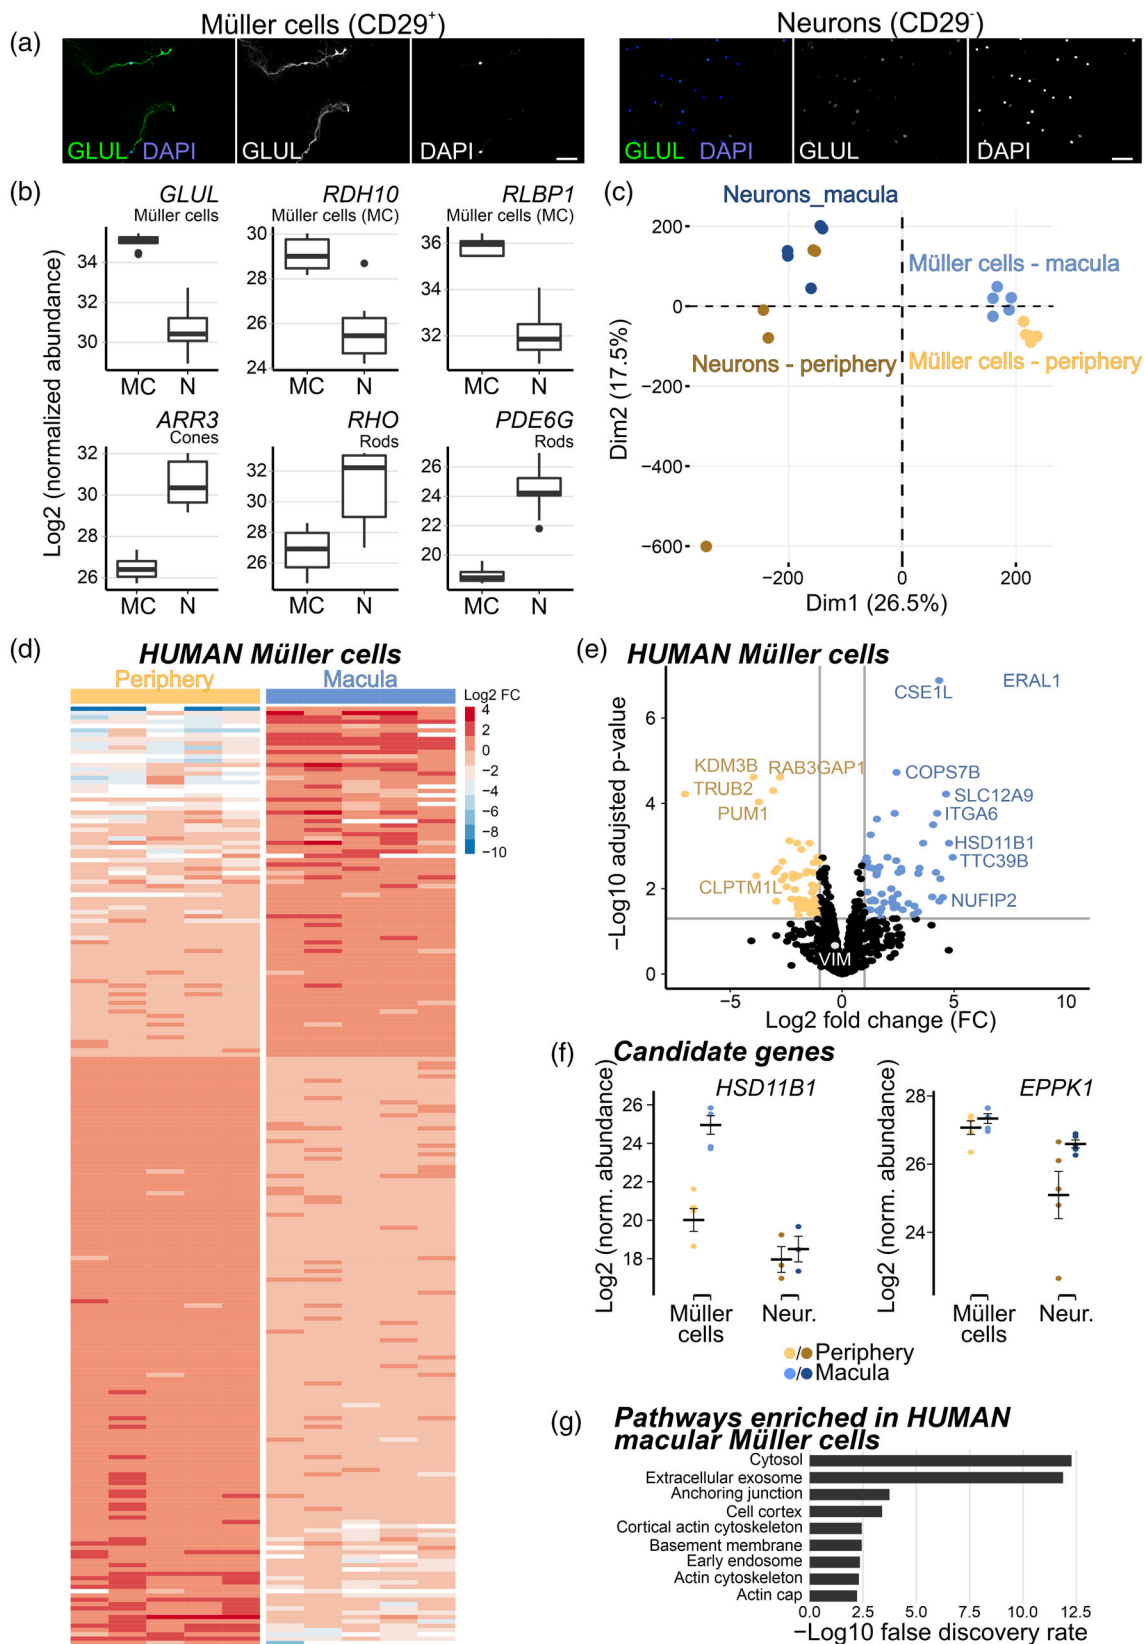 (a)
Müller cells (CD29+)
Neurons (CD29-)
GLUL DAPI
GLUL
DAPI
GLUL DAPI
GLUL
DAPI
(b)
Log2 (normalized abundance)
GLUL
Müller cells
34
32
30
MC N
RDH10
Müller cells (MC)
30
28
26
24
MC N
RLBP1
Müller cells (MC)
36
32
MC N
ARR3
Cones
32
30
28
26
MC N
RHO
Rods
32
30
28
26
MC N
PDE6G
Rods
26
24
22
20
MC N
(c)
Neurons_macula
Müller cells - macula
Neurons - periphery
Müller cells - periphery
Dim2 (17.5%)
200
0
−200
−400
−600
−200 0 200
Dim1 (26.5%)
(d)
HUMAN Müller cells
Periphery Macula
Log2 FC
4
2
0
−2
−4
−6
−8
−10
(e)
HUMAN Müller cells
−Log10 adujsted p-value
6
4
2
0
CSE1L
ERAL1
KDM3B
RAB3GAP1
COPS7B
TRUB2
SLC12A9
PUM1
ITGA6
HSD11B1
TTC39B
CLPTM1L
NUFIP2
VIM
−5 0 5 10
Log2 fold change (FC)
(f)
Candidate genes
Log2 (norm. abundance)
HSD11B1
26
24
22
20
18
Müller
cells
Neur.
Log2 (norm. abundance)
EPPK1
28
26
24
Müller
cells
Neur.
/ Periphery
/ Macula
(g)
Pathways enriched in HUMAN
macular Müller cells
Cytosol
Extracellular exosome
Anchoring junction
Cell cortex
Cortical actin cytoskeleton
Basement membrane
Early endosome
Actin cytoskeleton
Actin cap
0.0 2.5 5.0 7.5 10.0 12.5
−Log10 false discovery rate